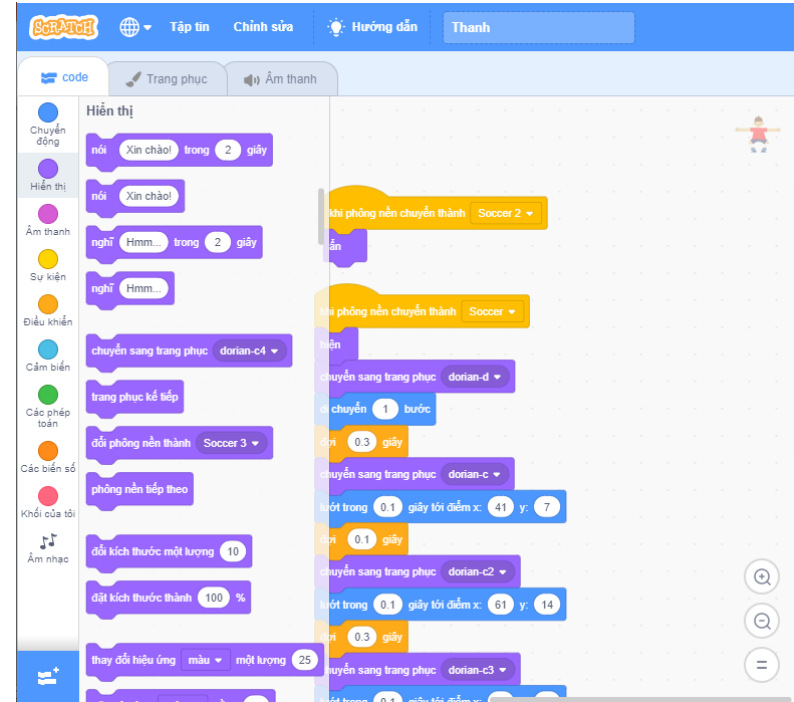 SCRATCH Tập tin Chỉnh sửa Hướng dẫn Thanh
code Trang phục Âm thanh
Chuyển động
Hiển thị
Âm thanh
Sự kiện
Điều khiển
Cảm biến
Các phép toán
Các biến số
Khối của tôi
Âm nhạc
Hiển thị
nói Xin chào! trong 2 giây
nói Xin chào!
nghĩ Hmm... trong 2 giây
nghĩ Hmm...
chuyển sang trang phục dorian-c4
trang phục kế tiếp
đổi phông nền thành Soccer 3
phông nền tiếp theo
đổi kích thước một lượng 10
đặt kích thước thành 100 %
thay đổi hiệu ứng màu một lượng 25
khi phông nền chuyển thành Soccer 2
ẩn
khi phông nền chuyển thành Soccer
hiện
chuyển sang trang phục dorian-d
di chuyển 1 bước
đợi 0.3 giây
chuyển sang trang phục dorian-c
lướt trong 0.1 giây tới điểm x: 41 y: 7
đợi 0.1 giây
chuyển sang trang phục dorian-c2
lướt trong 0.1 giây tới điểm x: 61 y: 14
đợi 0.3 giây
chuyển sang trang phục dorian-c3
lướt trong 0.1 giây tới điểm x: